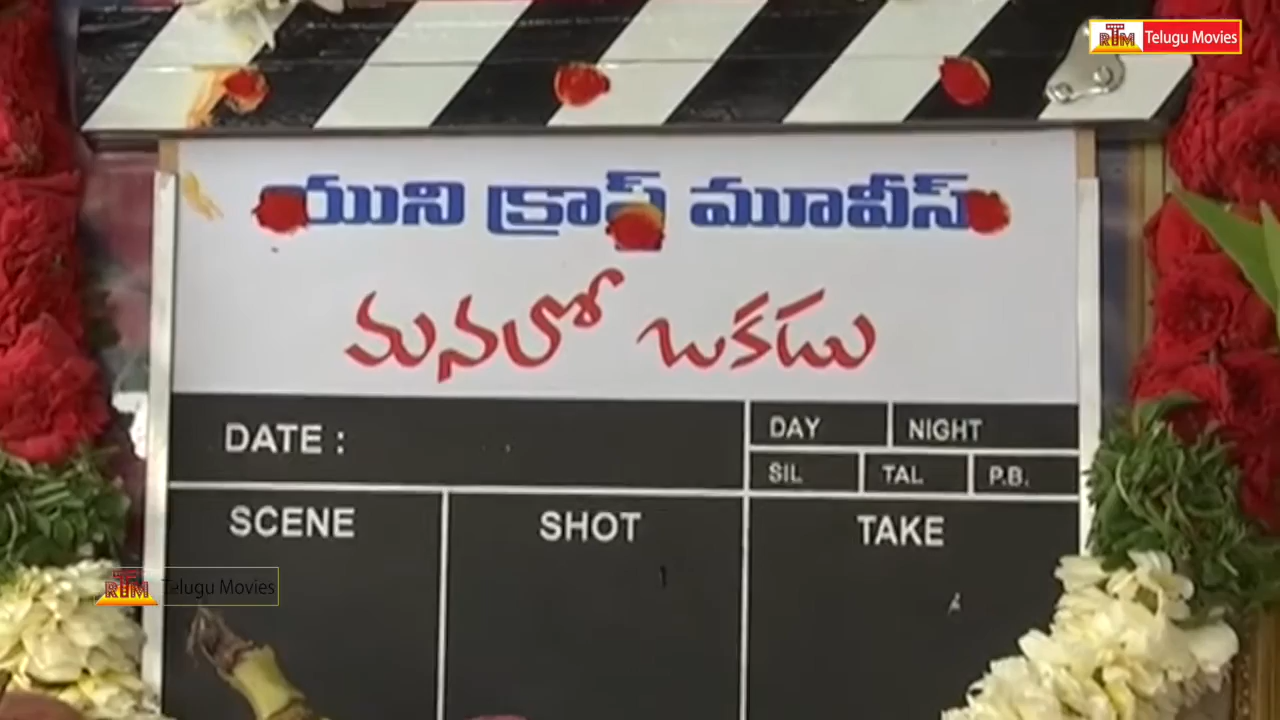 RTM Telugu Movies
యుని క్రాఫ్ట్ మూవీస్
మనలో ఒకడు
DATE :
DAY NIGHT
SIL TAL P.B.
SCENE SHOT TAKE
RTM Telugu Movies